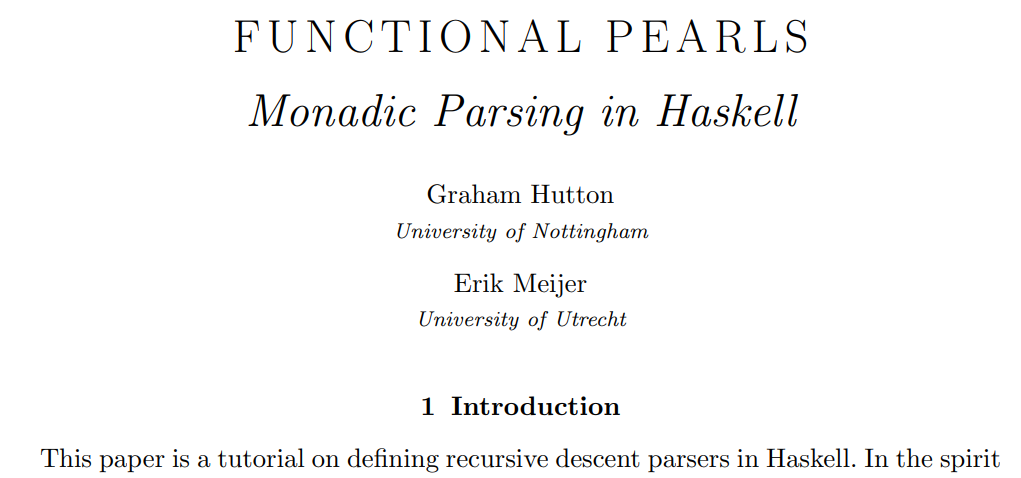 FUNCTIONAL PEARLS
Monadic Parsing in Haskell
Graham Hutton
University of Nottingham
Erik Meijer
University of Utrecht
1 Introduction
This paper is a tutorial on defining recursive descent parsers in Haskell. In the spirit